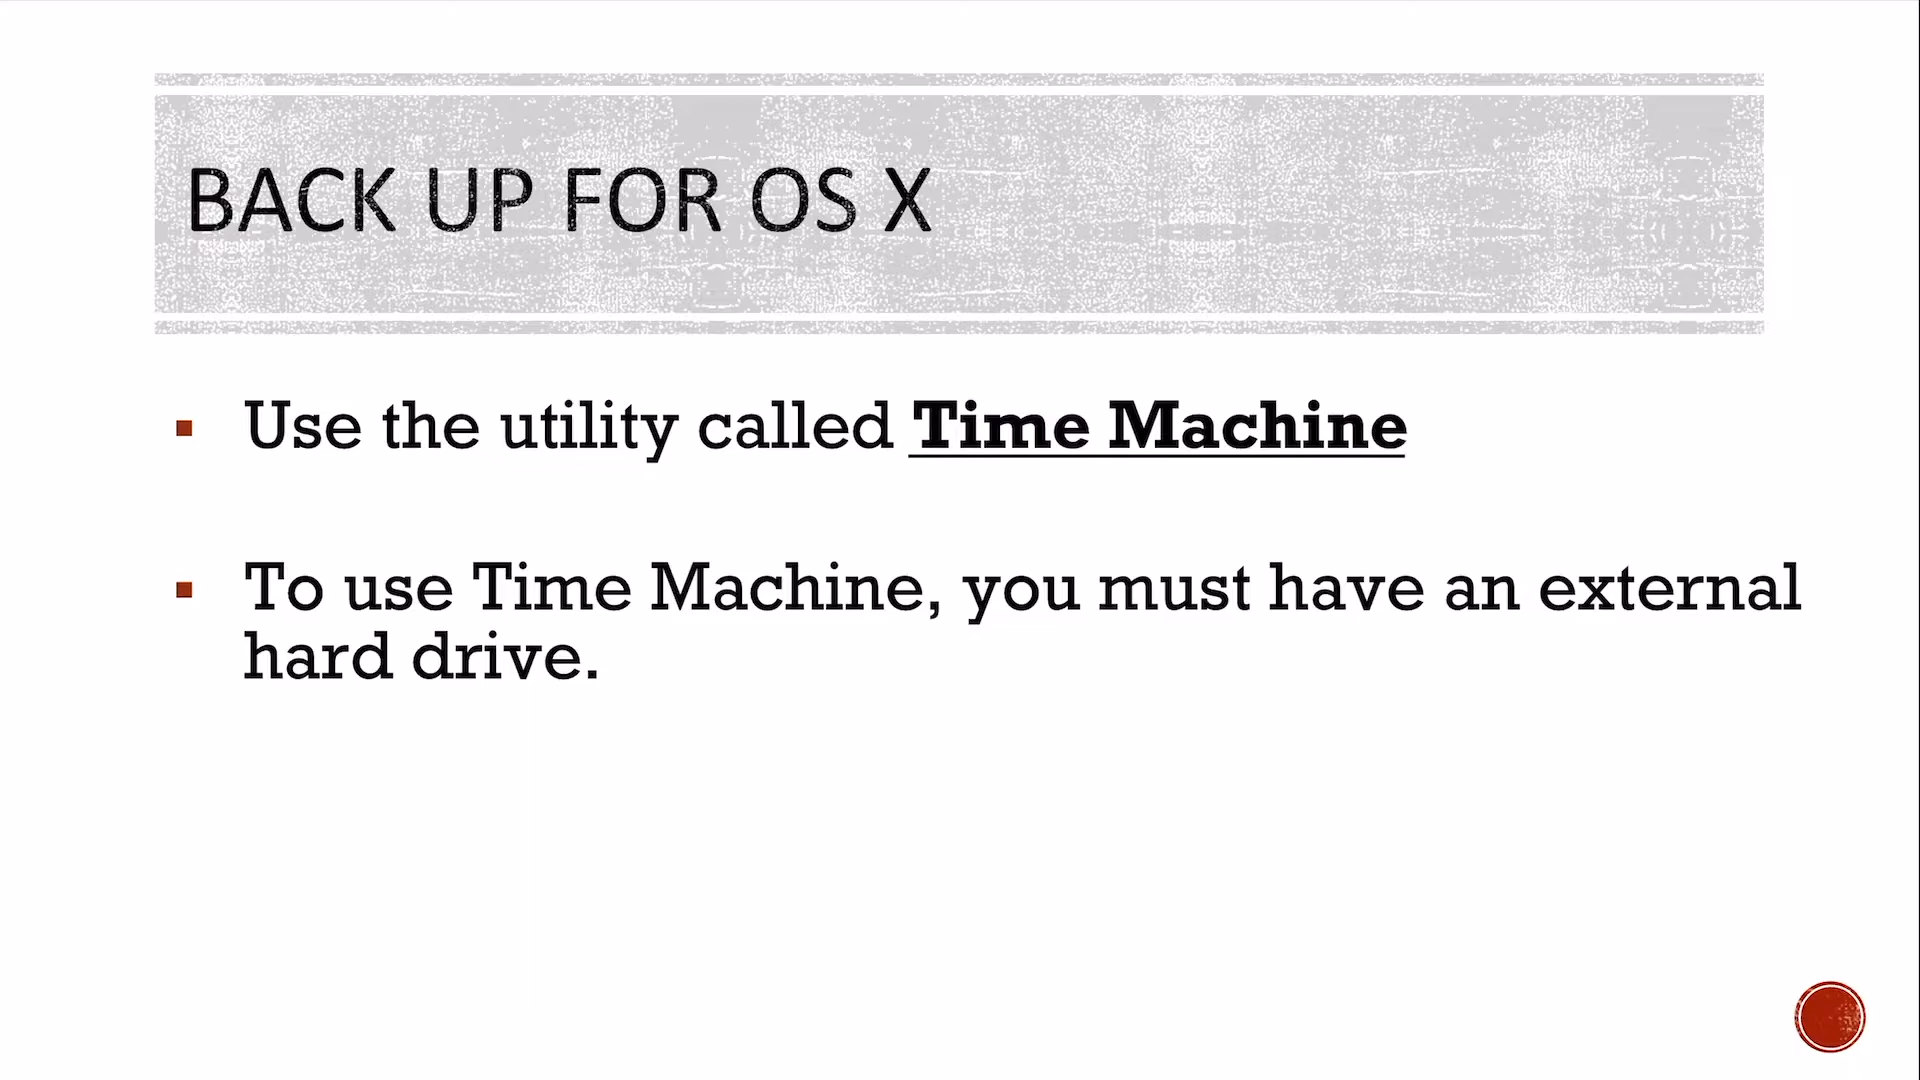 BACK UP FOR OS X
Use the utility called Time Machine
To use Time Machine, you must have an external
hard drive.